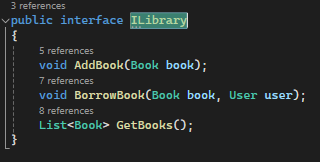 3 references
public interface ILibrary
{
5 references
void AddBook(Book book);
7 references
void BorrowBook(Book book, User user);
8 references
List<Book> GetBooks();
}